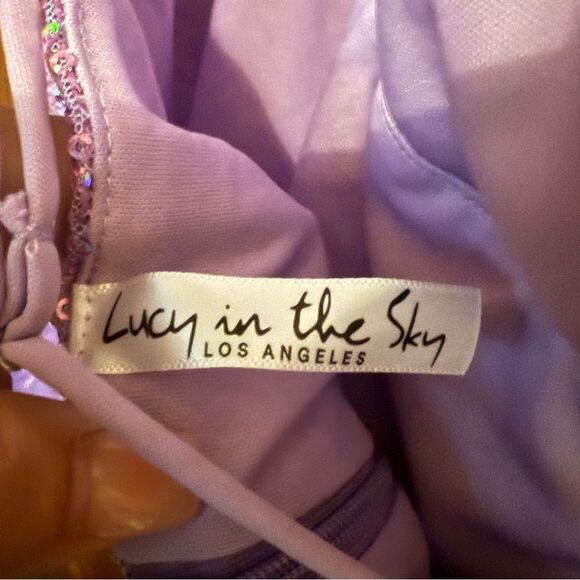 Lucy in the Sky
LOS ANGELES